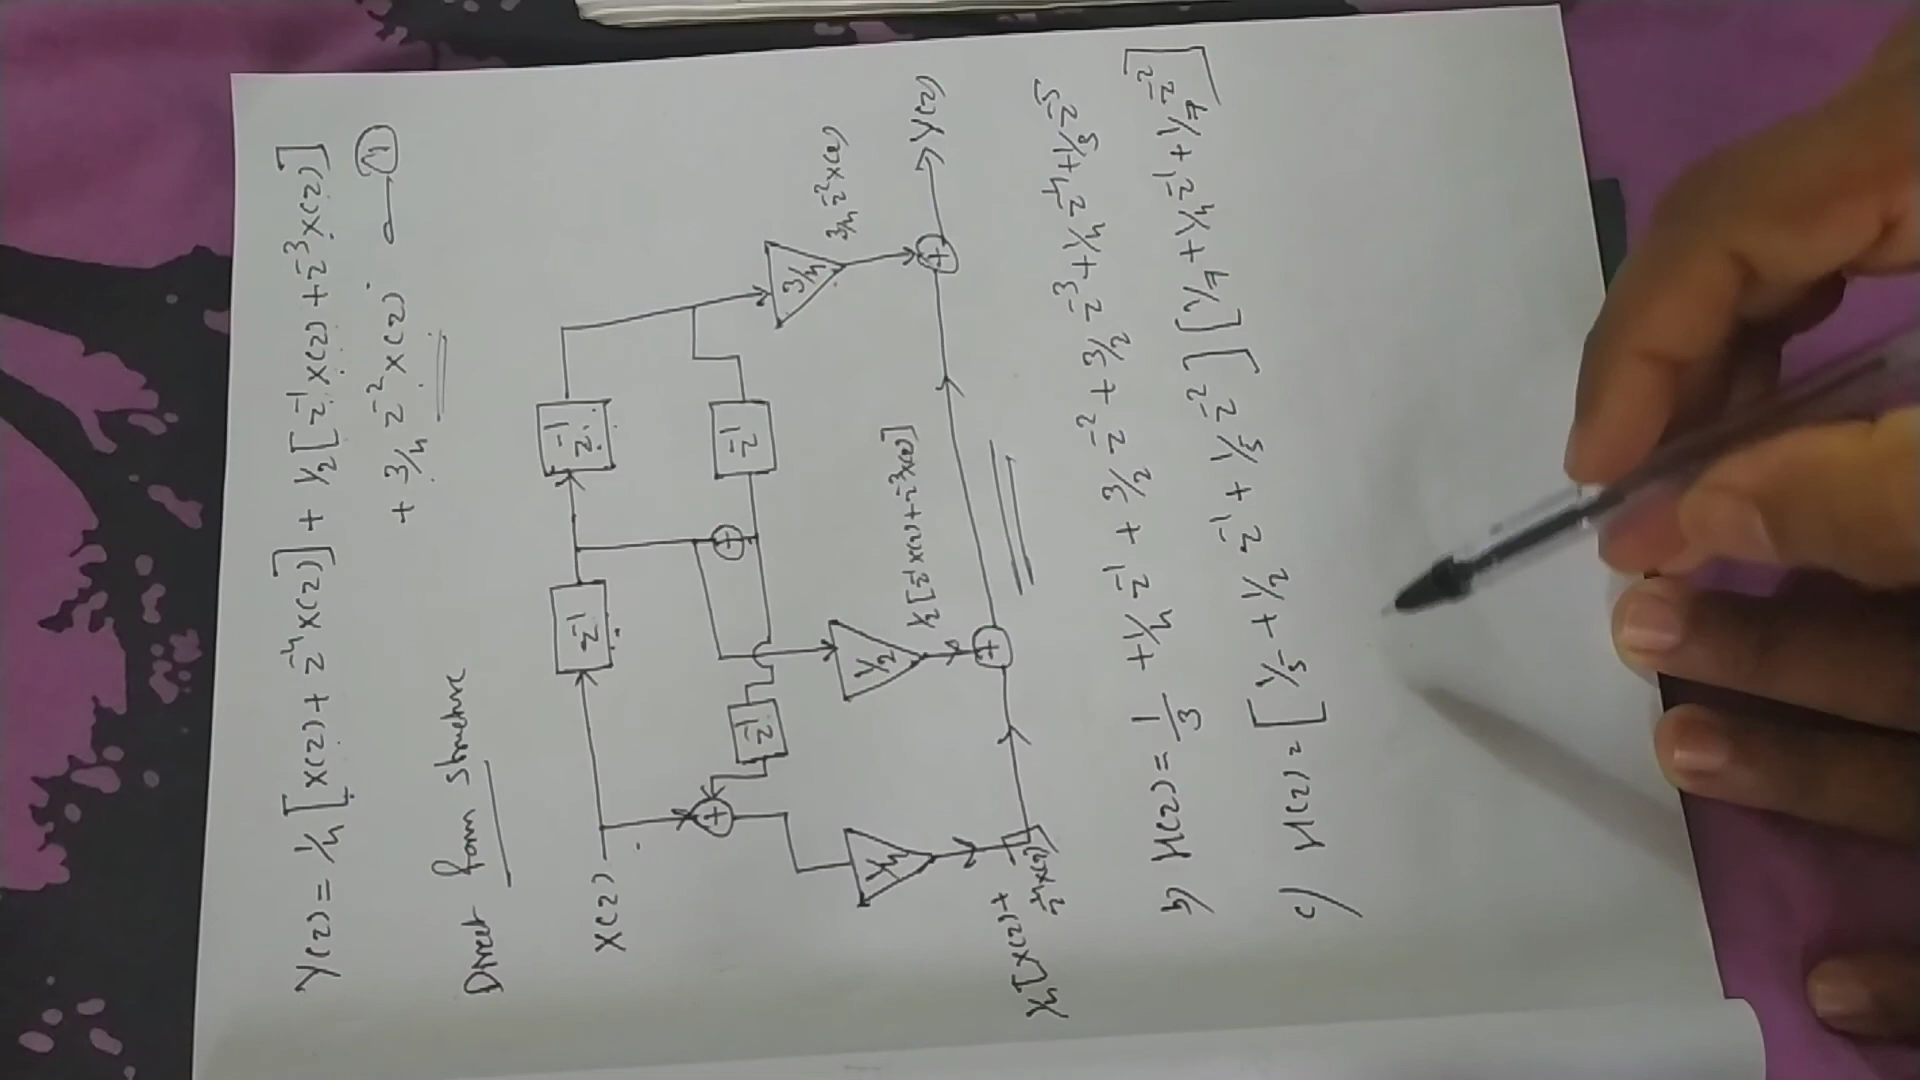 Y(z) = 1/4 [X(z) + z⁻⁴ X(z)] + 1/2 [z⁻¹ X(z) + z⁻³ X(z)]
+ 3/4 z⁻² X(z) — 1
Direct form structure
X(z)
z⁻¹
z⁻¹
+
z⁻¹
+
z⁻¹
1/4
1/2
3/4
3/4 z⁻² X(z)
1/2 [z⁻¹ X(z) + z⁻³ X(z)]
1/4 [X(z) +
z⁻⁴ X(z)]
+
+
Y(z)
b) H(z) = 1/3 + 1/4 z⁻¹ + 3/2 z⁻² + 3/2 z⁻³ + 1/4 z⁻⁴ + 1/3 z⁻⁵
c) H(z) = [1/5 + 1/2 z⁻¹ + 1/5 z⁻²] [1/7 + 1/4 z⁻¹ + 1/7 z⁻²]